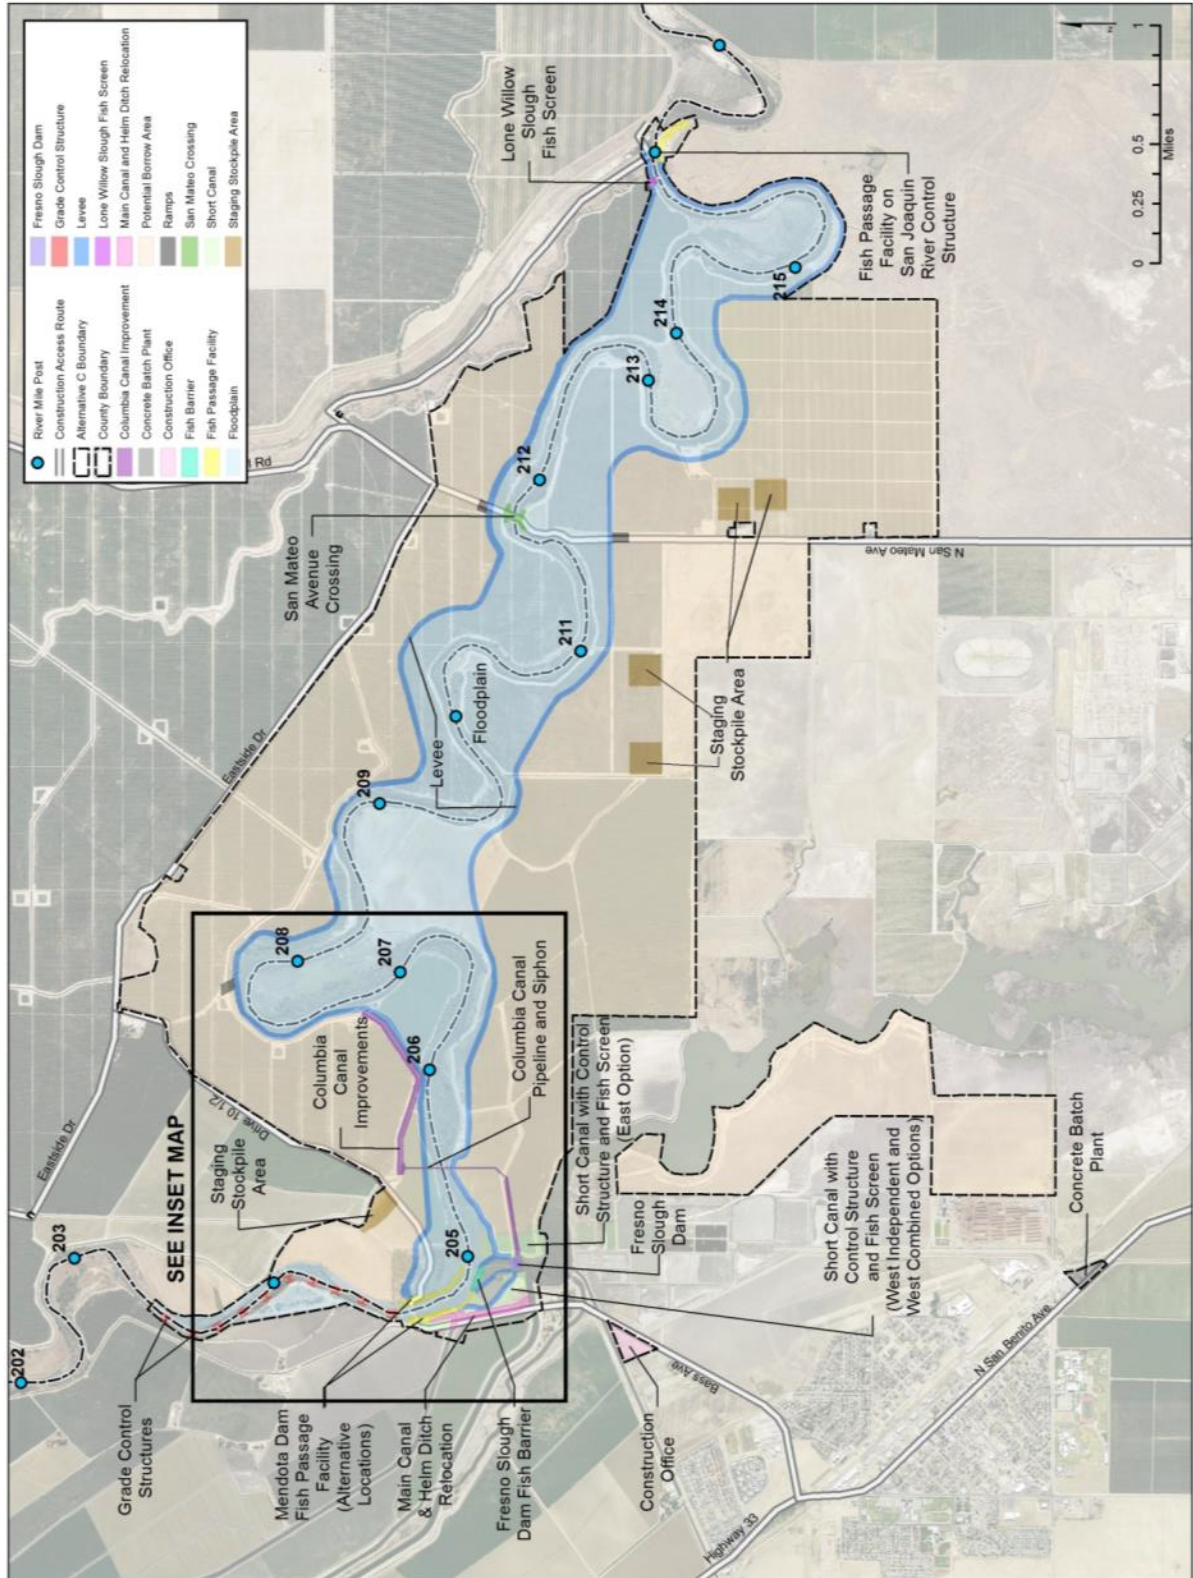 River Mile Post
Construction Access Route
Alternative C Boundary
County Boundary
Columbia Canal Improvement
Concrete Batch Plant
Construction Office
Fish Barrier
Fish Passage Facility
Floodplain
Fresno Slough Dam
Grade Control Structure
Levee
Lone Willow Slough Fish Screen
Main Canal and Helm Ditch Relocation
Potential Borrow Area
Ramps
San Mateo Crossing
Short Canal
Staging Stockpile Area
202
203
Eastside Dr
SEE INSET MAP
Grade Control
Structures
Staging
Stockpile
Area
Drive 10 1/2
Mendota Dam
Fish Passage
Facility
(Alternative
Locations)
Main Canal
& Helm Ditch
Relocation
Fresno Slough
Dam Fish Barrier
205
206
207
208
Columbia
Canal
Improvements
Columbia Canal
Pipeline and Siphon
Short Canal with Control
Structure and Fish Screen
(East Option)
Fresno
Slough
Dam
Short Canal with
Control Structure
and Fish Screen
(West Independent and
West Combined Options)
Construction
Office
Bass Ave
Highway 33
N San Benito Ave
Concrete Batch
Plant
Eastside Dr
209
Levee
Floodplain
211
San Mateo
Avenue
Crossing
Rd
212
213
214
215
Staging
Stockpile Area
N San Mateo Ave
Lone Willow
Slough
Fish Screen
Fish Passage
Facility on
San Joaquin
River Control
Structure
0
0.25
0.5
1
Miles